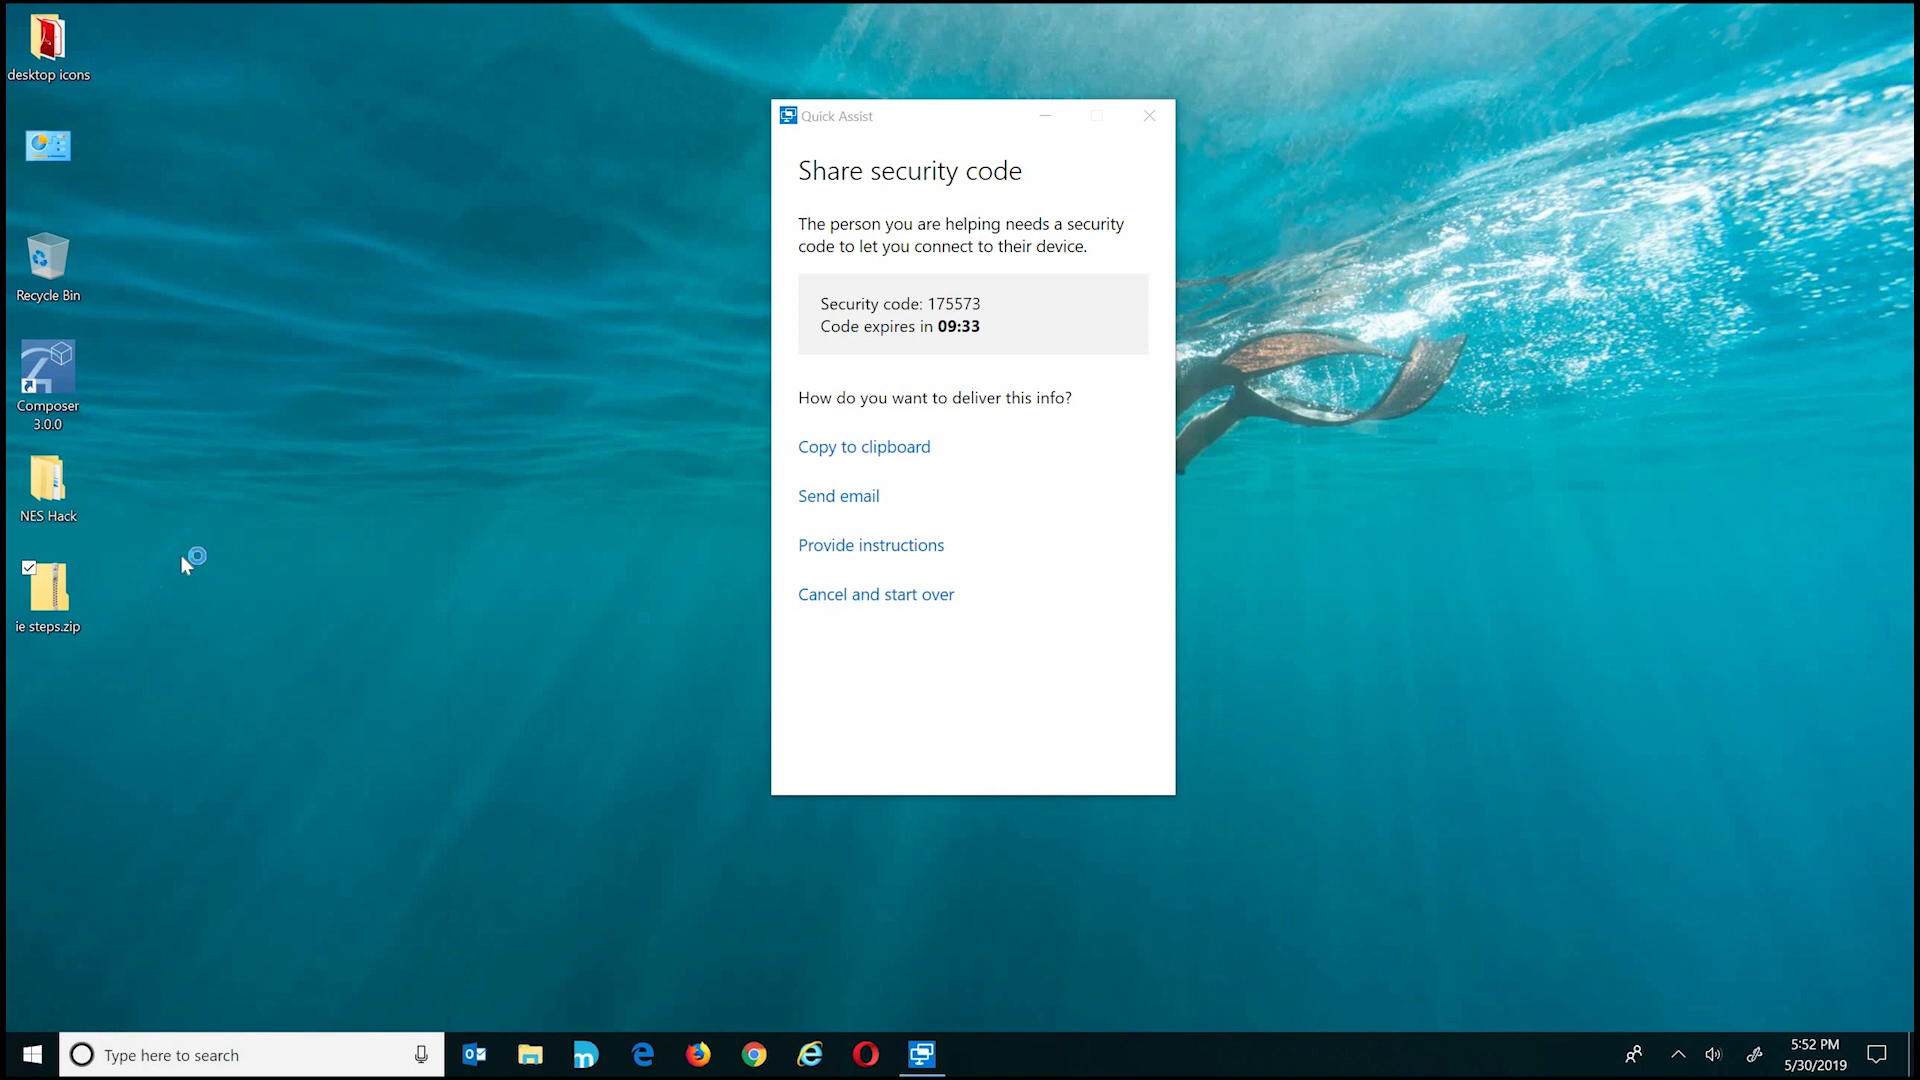 desktop icons
Recycle Bin
Composer
3.0.0
NES Hack
ie steps.zip
Quick Assist
Share security code
The person you are helping needs a security
code to let you connect to their device.
Security code: 175573
Code expires in 09:33
How do you want to deliver this info?
Copy to clipboard
Send email
Provide instructions
Cancel and start over
Type here to search
5:52 PM
5/30/2019